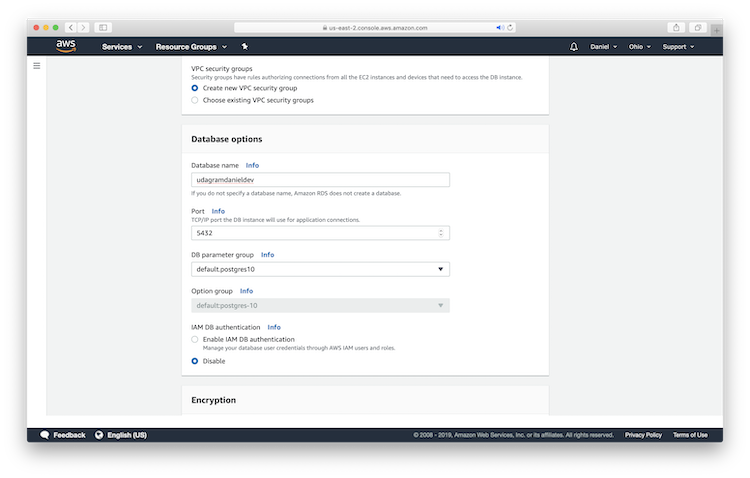 us-east-2.console.aws.amazon.com
aws
Services
Resource Groups
Daniel
Ohio
Support
VPC security groups
Security groups have rules authorizing connections from all the EC2 instances and devices that need to access the DB instance.
Create new VPC security group
Choose existing VPC security groups
Database options
Database name Info
udagramdanieldev
If you do not specify a database name, Amazon RDS does not create a database.
Port Info
TCP/IP port the DB instance will use for application connections.
5432
DB parameter group Info
default.postgres10
Option group Info
default:postgres-10
IAM DB authentication Info
Enable IAM DB authentication
Manage your database user credentials through AWS IAM users and roles.
Disable
Encryption
Feedback
English (US)
© 2008 - 2019, Amazon Web Services, Inc. or its affiliates. All rights reserved.
Privacy Policy
Terms of Use